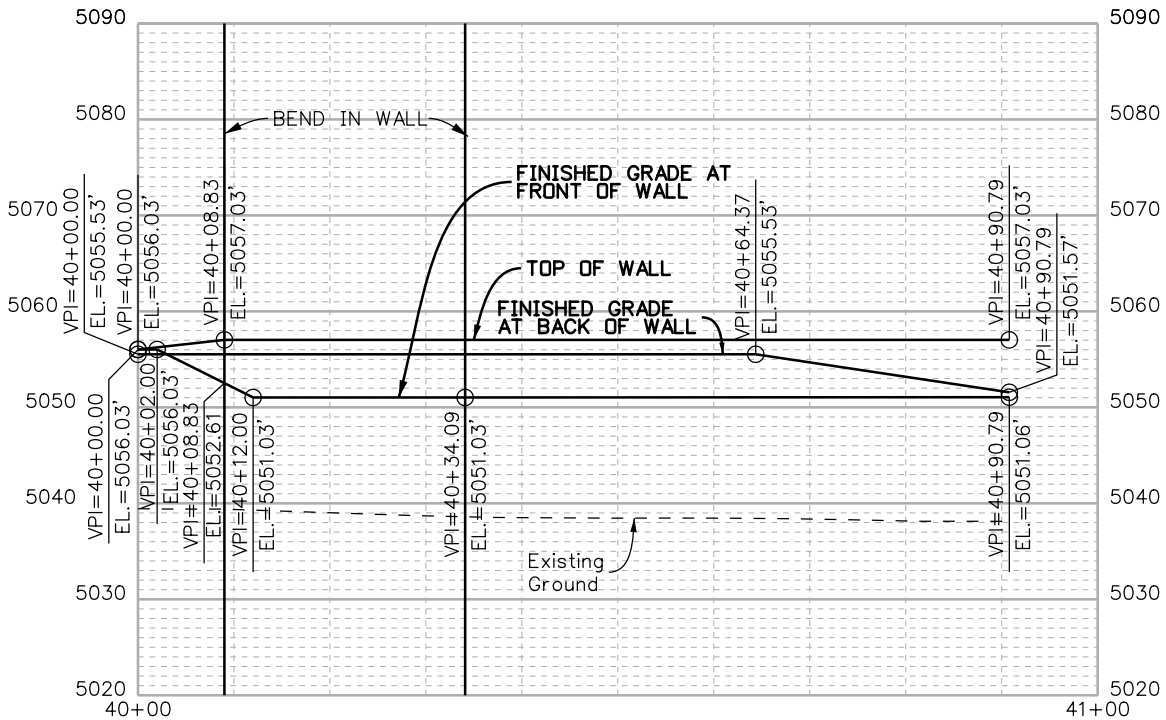 5090
5090
5080
5080
BEND IN WALL
FINISHED GRADE AT
FRONT OF WALL
5070
5070
VPI=40+00.00
EL.=5055.53'
VPI=40+00.00
EL.=5056.03'
VPI=40+08.83
EL.=5057.03'
VPI=40+64.37
EL.=5055.53'
VPI=40+90.79
EL.=5057.03'
VPI=40+90.79
EL.=5051.57'
TOP OF WALL
FINISHED GRADE
AT BACK OF WALL
5060
5060
5050
5050
VPI=40+00.00
EL.=5056.03'
VPI=40+02.00
EL.=5056.03'
VPI=40+08.83
EL.=5052.61
VPI=40+12.00
EL.=5051.03'
VPI=40+34.09
EL.=5051.03'
VPI=40+90.79
EL.=5051.06'
5040
5040
Existing
Ground
5030
5030
5020
5020
40+00
41+00